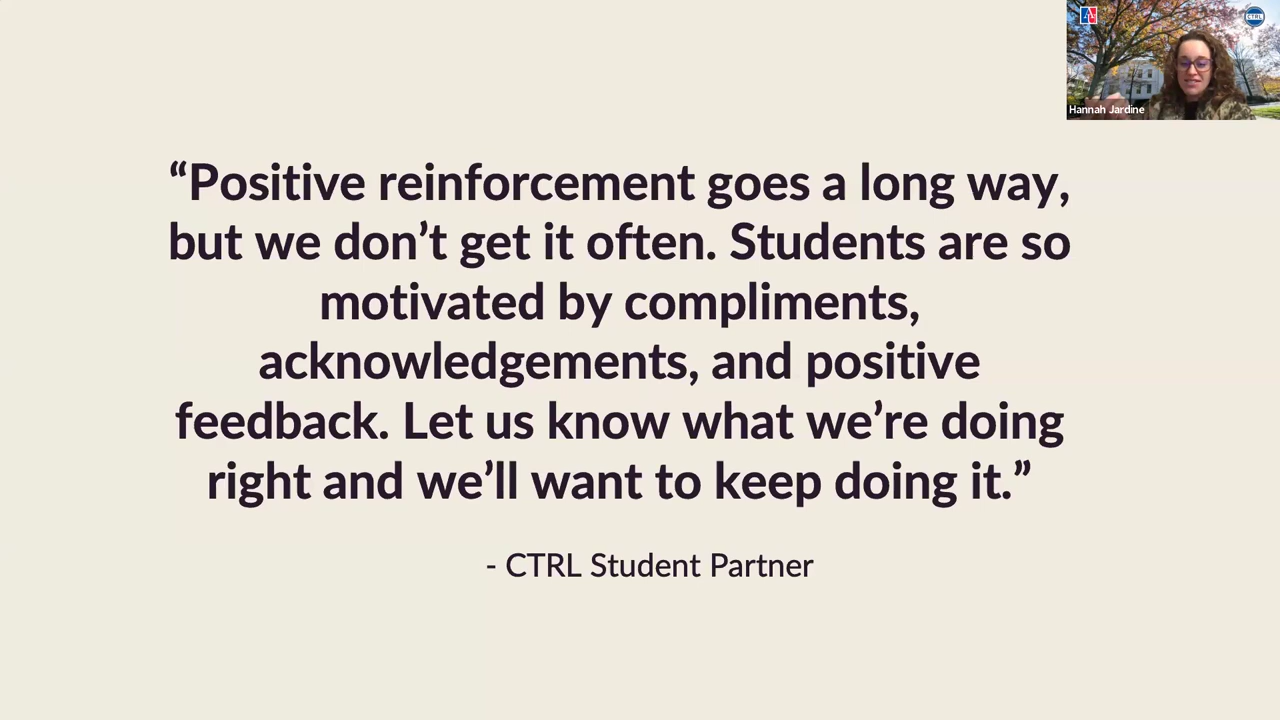 CTRL
Hannah Jardine
“Positive reinforcement goes a long way,
but we don’t get it often. Students are so
motivated by compliments,
acknowledgements, and positive
feedback. Let us know what we’re doing
right and we’ll want to keep doing it.”
- CTRL Student Partner